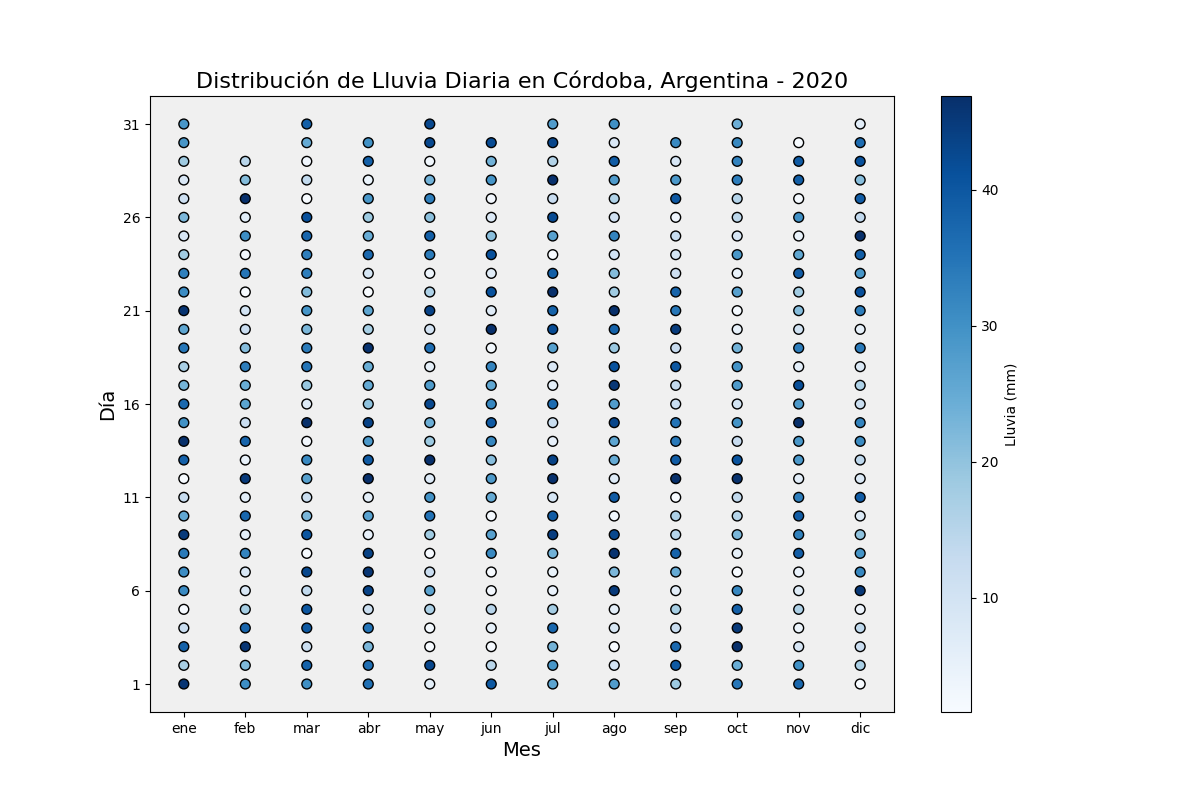 Distribución de Lluvia Diaria en Córdoba, Argentina - 2020
31
26
21
16
11
6
1
Día
ene feb mar abr may jun jul ago sep oct nov dic
Mes
40
30
20
10
Lluvia (mm)